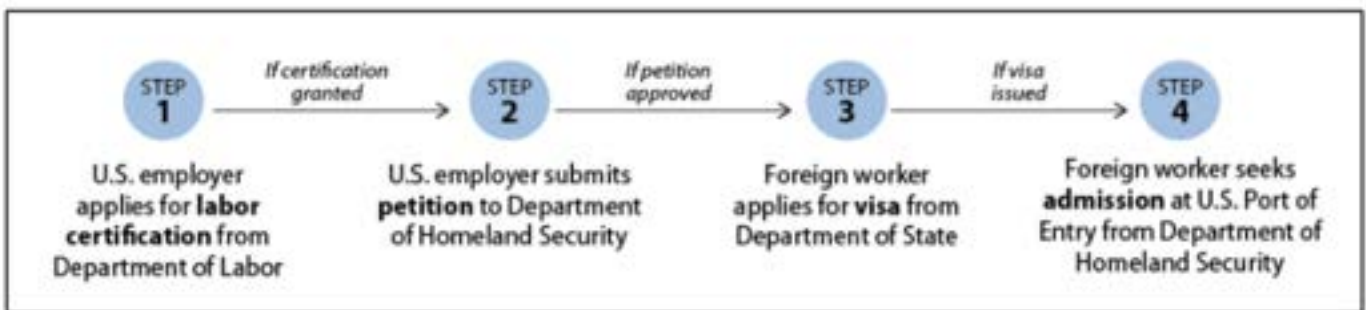 STEP
1
If certification
granted
STEP
2
If petition
approved
STEP
3
If visa
issued
STEP
4
U.S. employer
applies for labor
certification from
Department of Labor
U.S. employer submits
petition to Department
of Homeland Security
Foreign worker
applies for visa from
Department of State
Foreign worker seeks
admission at U.S. Port of
Entry from Department of
Homeland Security